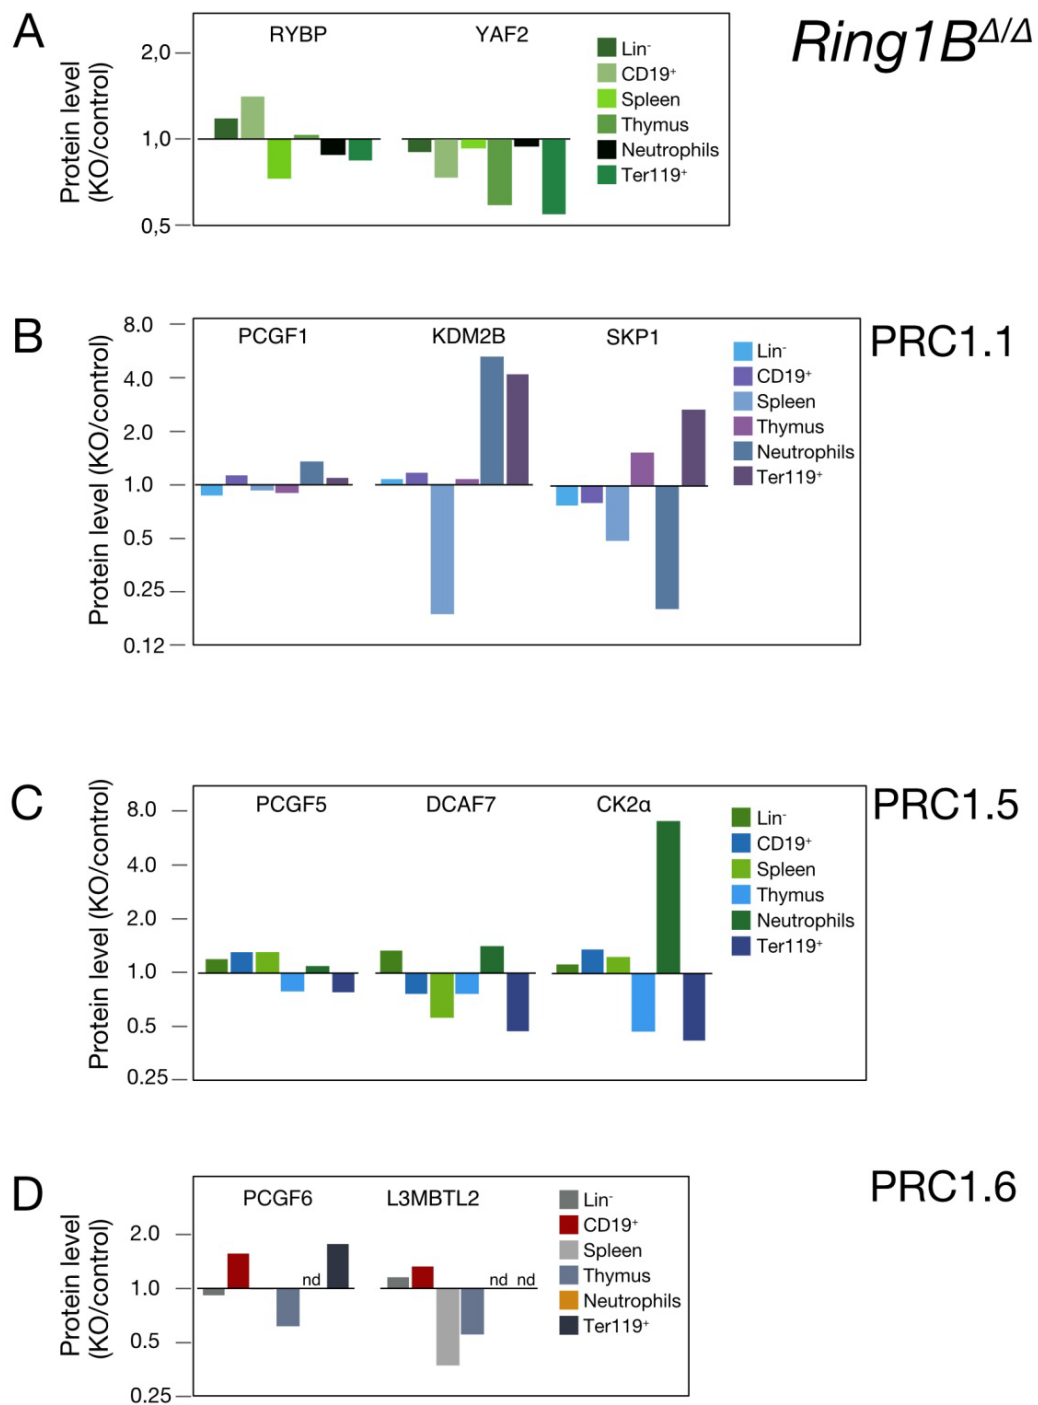 A
Ring1BΔ/Δ
Protein level
(KO/control)
2,0
1,0
0,5
RYBP
YAF2
Lin-
CD19+
Spleen
Thymus
Neutrophils
Ter119+
B
PRC1.1
Protein level (KO/control)
8.0
4.0
2.0
1.0
0.5
0.25
0.12
PCGF1
KDM2B
SKP1
Lin-
CD19+
Spleen
Thymus
Neutrophils
Ter119+
C
PRC1.5
Protein level (KO/control)
8.0
4.0
2.0
1.0
0.5
0.25
PCGF5
DCAF7
CK2α
Lin-
CD19+
Spleen
Thymus
Neutrophils
Ter119+
D
PRC1.6
Protein level
(KO/control)
2.0
1.0
0.5
0.25
PCGF6
L3MBTL2
nd
nd nd
Lin-
CD19+
Spleen
Thymus
Neutrophils
Ter119+